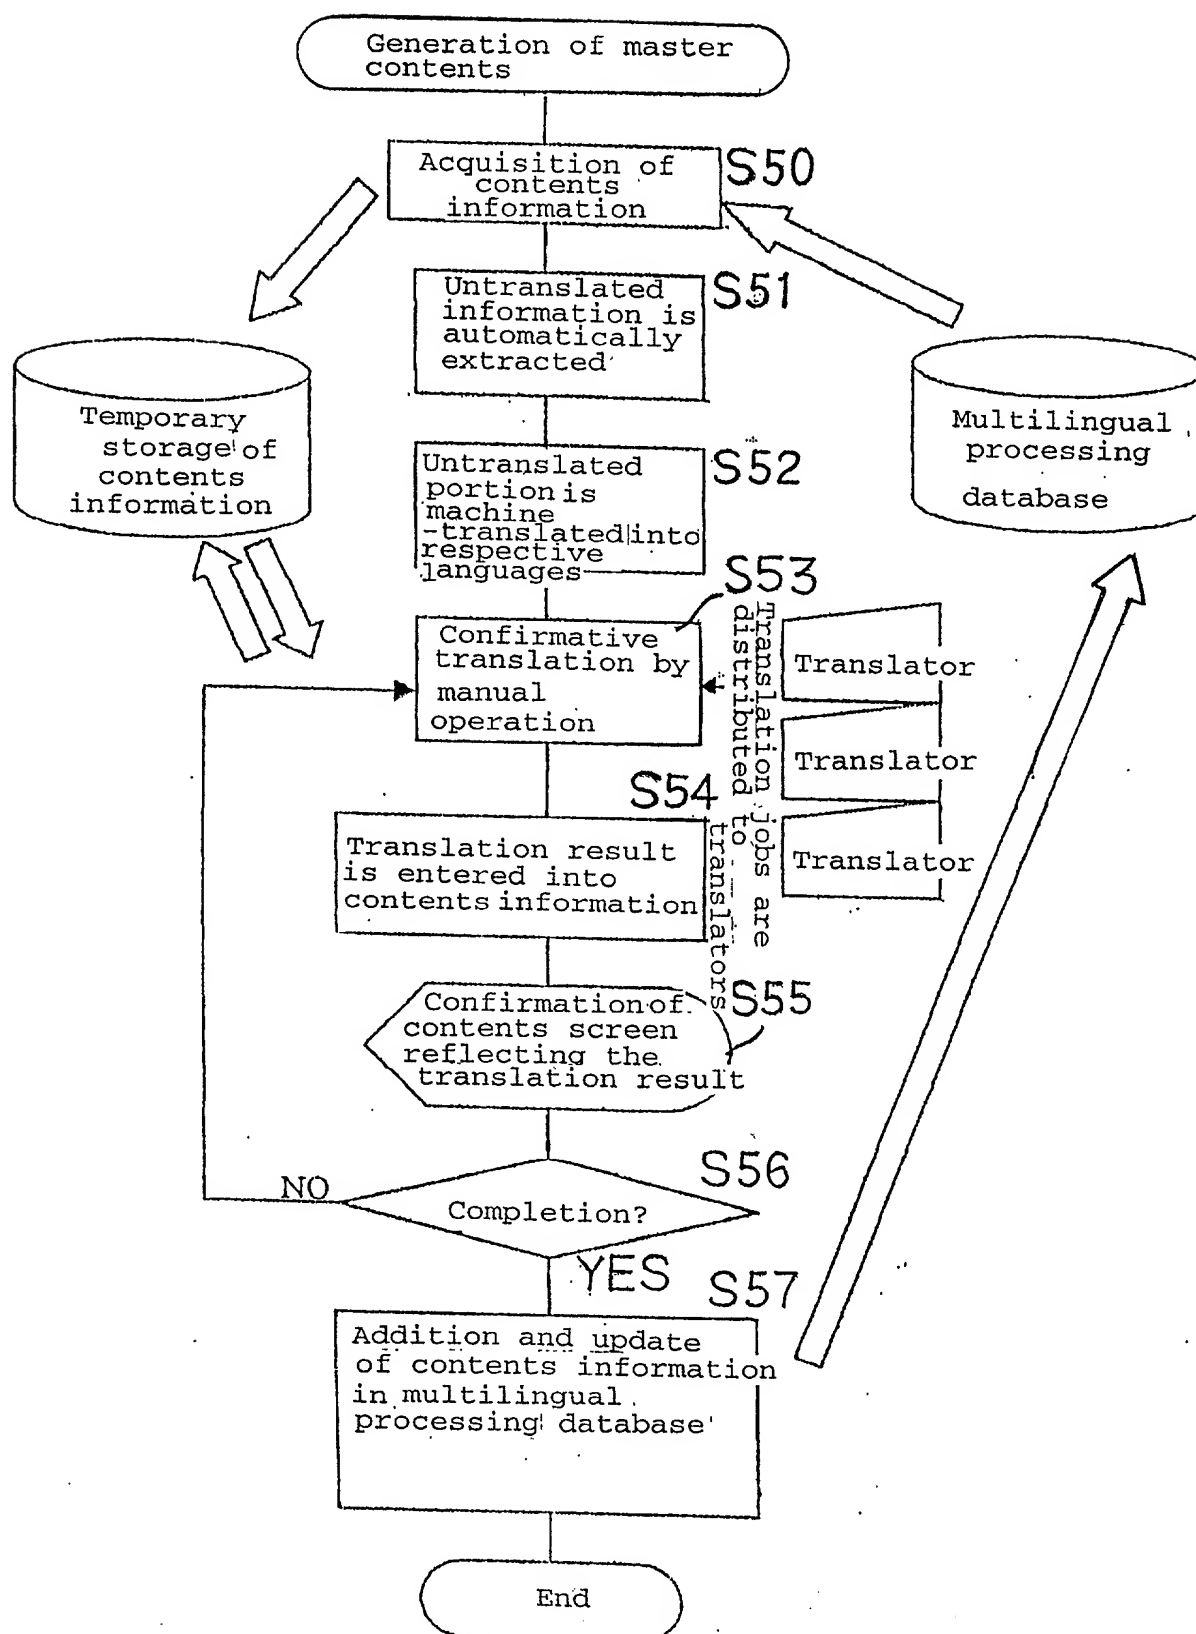 Generation of master
contents
Acquisition of
contents
information
S50
Untranslated
information is
automatically
extracted
S51
Temporary
storage of
contents
information
Multilingual
processing
database
Untranslated
portion is
machine
-translated into
respective
languages
S52
S53
Confirmative
translation by
manual
operation
Translation jobs are
distributed to
translators
Translator
Translator
Translator
S54
Translation result
is entered into
contents information
S55
Confirmation of
contents screen
reflecting the
translation result
S56
NO
Completion?
YES
S57
Addition and update
of contents information
in multilingual
processing database
End